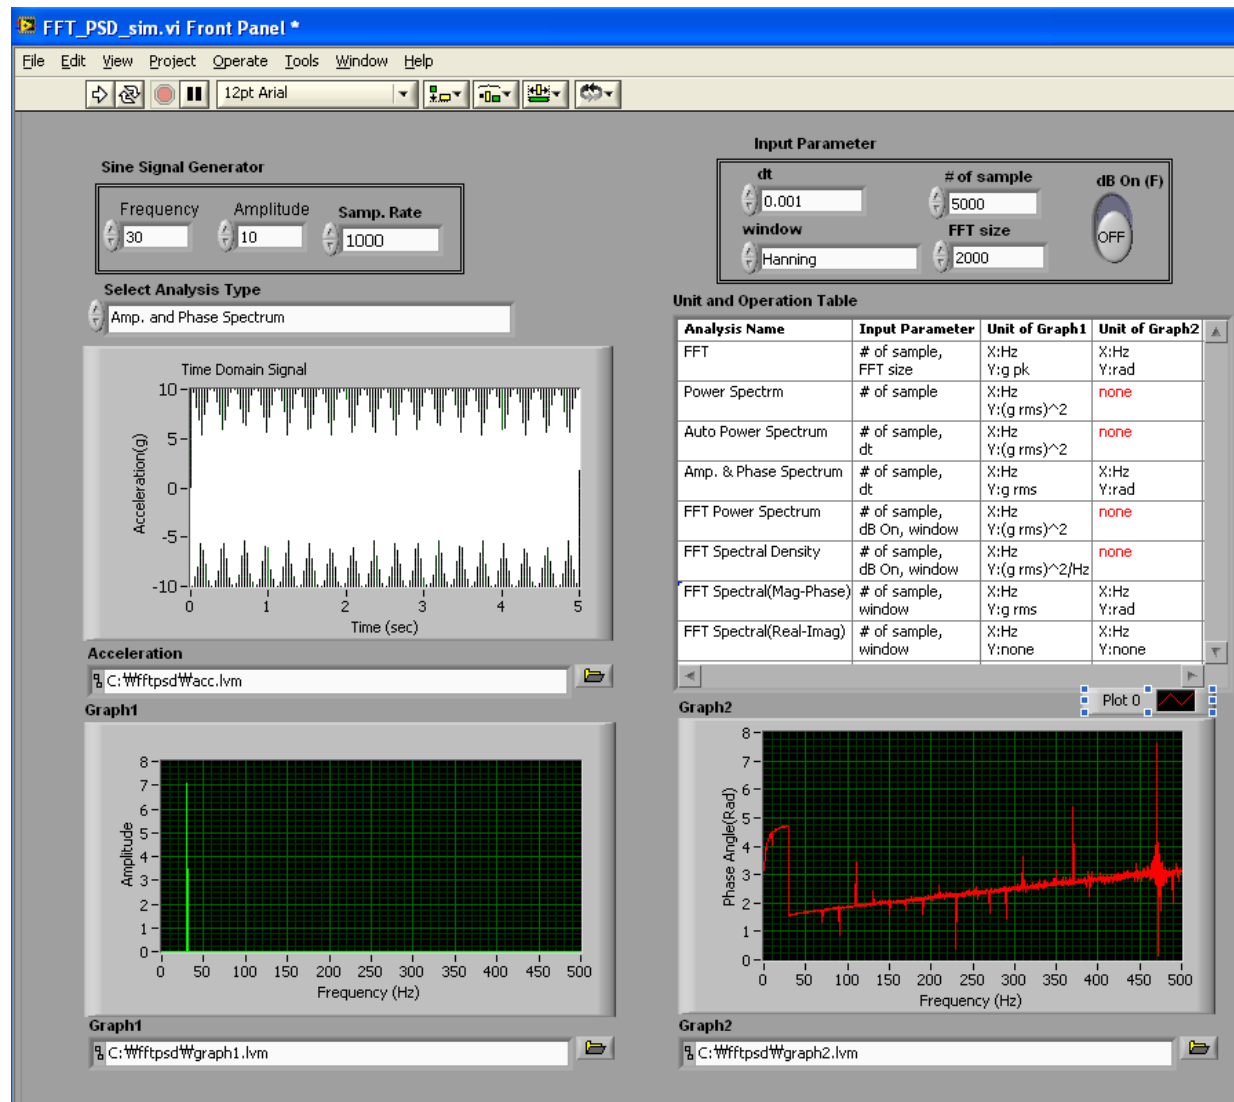 FFT_PSD_sim.vi Front Panel *
File Edit View Project Operate Tools Window Help
12pt Arial
Sine Signal Generator
Frequency Amplitude Samp. Rate
30 10 1000
Select Analysis Type
Amp. and Phase Spectrum
Input Parameter
dt # of sample dB On (F)
0.001 5000
window FFT size OFF
Hanning 2000
Unit and Operation Table
Analysis Name Input Parameter Unit of Graph1 Unit of Graph2
FFT # of sample, X:Hz X:Hz
FFT size Y:g pk Y:rad
Power Spectrm # of sample X:Hz none
Y:(g rms)^2
Auto Power Spectrum # of sample, X:Hz none
dt Y:(g rms)^2
Amp. & Phase Spectrum # of sample, X:Hz X:Hz
dt Y:g rms Y:rad
FFT Power Spectrum # of sample, X:Hz none
dB On, window Y:(g rms)^2
FFT Spectral Density # of sample, X:Hz none
dB On, window Y:(g rms)^2/Hz
FFT Spectral(Mag-Phase) # of sample, X:Hz X:Hz
window Y:g rms Y:rad
FFT Spectral(Real-Imag) # of sample, X:Hz X:Hz
window Y:none Y:none
Time Domain Signal
Acceleration(g)
10
5
0
-5
-10
0 1 2 3 4 5
Time (sec)
Acceleration
C:₩fftpsd₩acc.lvm
Graph1
Amplitude
8
7
6
5
4
3
2
1
0
0 50 100 150 200 250 300 350 400 450 500
Frequency (Hz)
Graph1
C:₩fftpsd₩graph1.lvm
Graph2
Plot 0
Phase Angle(Rad)
8
6
5
4
3
2
1
0
0 50 100 150 200 250 300 350 400 450 500
Frequency (Hz)
Graph2
C:₩fftpsd₩graph2.lvm